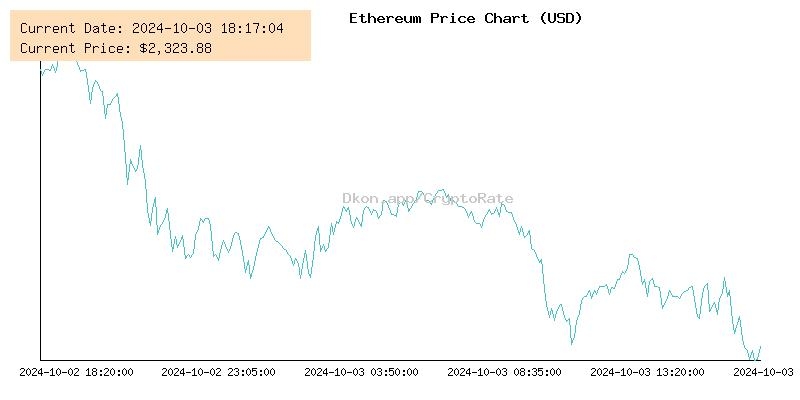 Ethereum Price Chart (USD)
Current Date: 2024-10-03 18:17:04
Current Price: $2,323.88
Dkon.app/CryptoRate
2024-10-02 18:20:00 2024-10-02 23:05:00 2024-10-03 03:50:00 2024-10-03 08:35:00 2024-10-03 13:20:00 2024-10-03